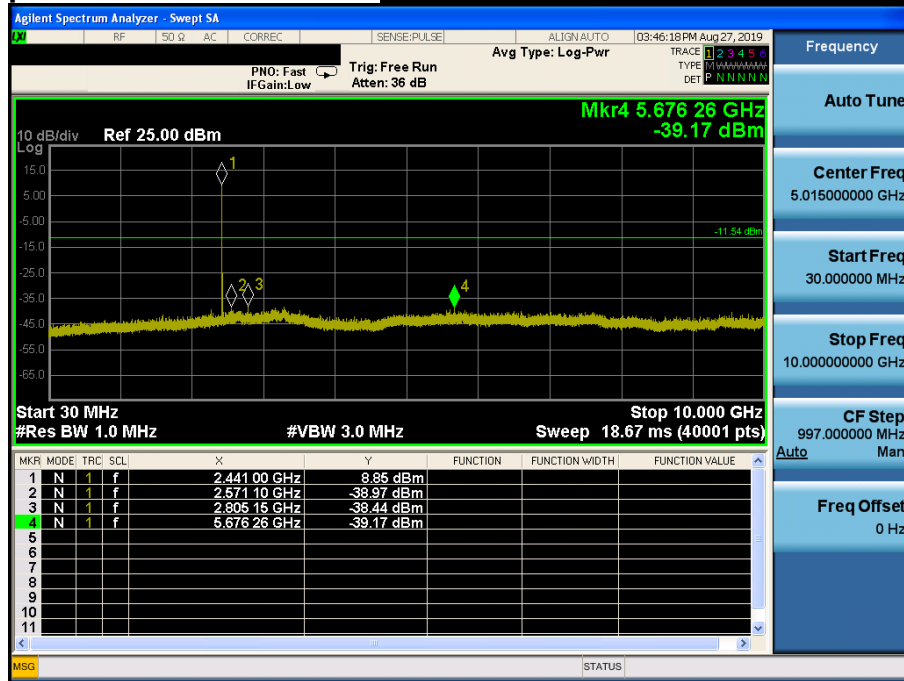 Agilent Spectrum Analyzer - Swept SA
LXI RF 50 Ω AC CORREC SENSE:PULSE ALIGN AUTO 03:46:18 PM Aug 27, 2019
Avg Type: Log-Pwr TRACE 1 2 3 4 5 6
PNO: Fast Trig: Free Run TYPE M WWWWW
IFGain:Low Atten: 36 dB DET P N N N N N
Mkr4 5.676 26 GHz
10 dB/div Ref 25.00 dBm -39.17 dBm
Log
15.0
5.00
-5.00
-15.0
-25.0
-35.0
-45.0
-55.0
-65.0
1
-11.54 dBm
2 3 4
Start 30 MHz Stop 10.000 GHz
#Res BW 1.0 MHz #VBW 3.0 MHz Sweep 18.67 ms (40001 pts)
MKR MODE TRC SCL X Y FUNCTION FUNCTION WIDTH FUNCTION VALUE
1 N 1 f 2.441 00 GHz 8.85 dBm
2 N 1 f 2.571 10 GHz -38.97 dBm
3 N 1 f 2.805 15 GHz -38.44 dBm
4 N 1 f 5.676 26 GHz -39.17 dBm
5
6
7
8
9
10
11
MSG STATUS
Frequency
Auto Tune
Center Freq
5.015000000 GHz
Start Freq
30.000000 MHz
Stop Freq
10.000000000 GHz
CF Step
997.000000 MHz
Auto Man
Freq Offset
0 Hz